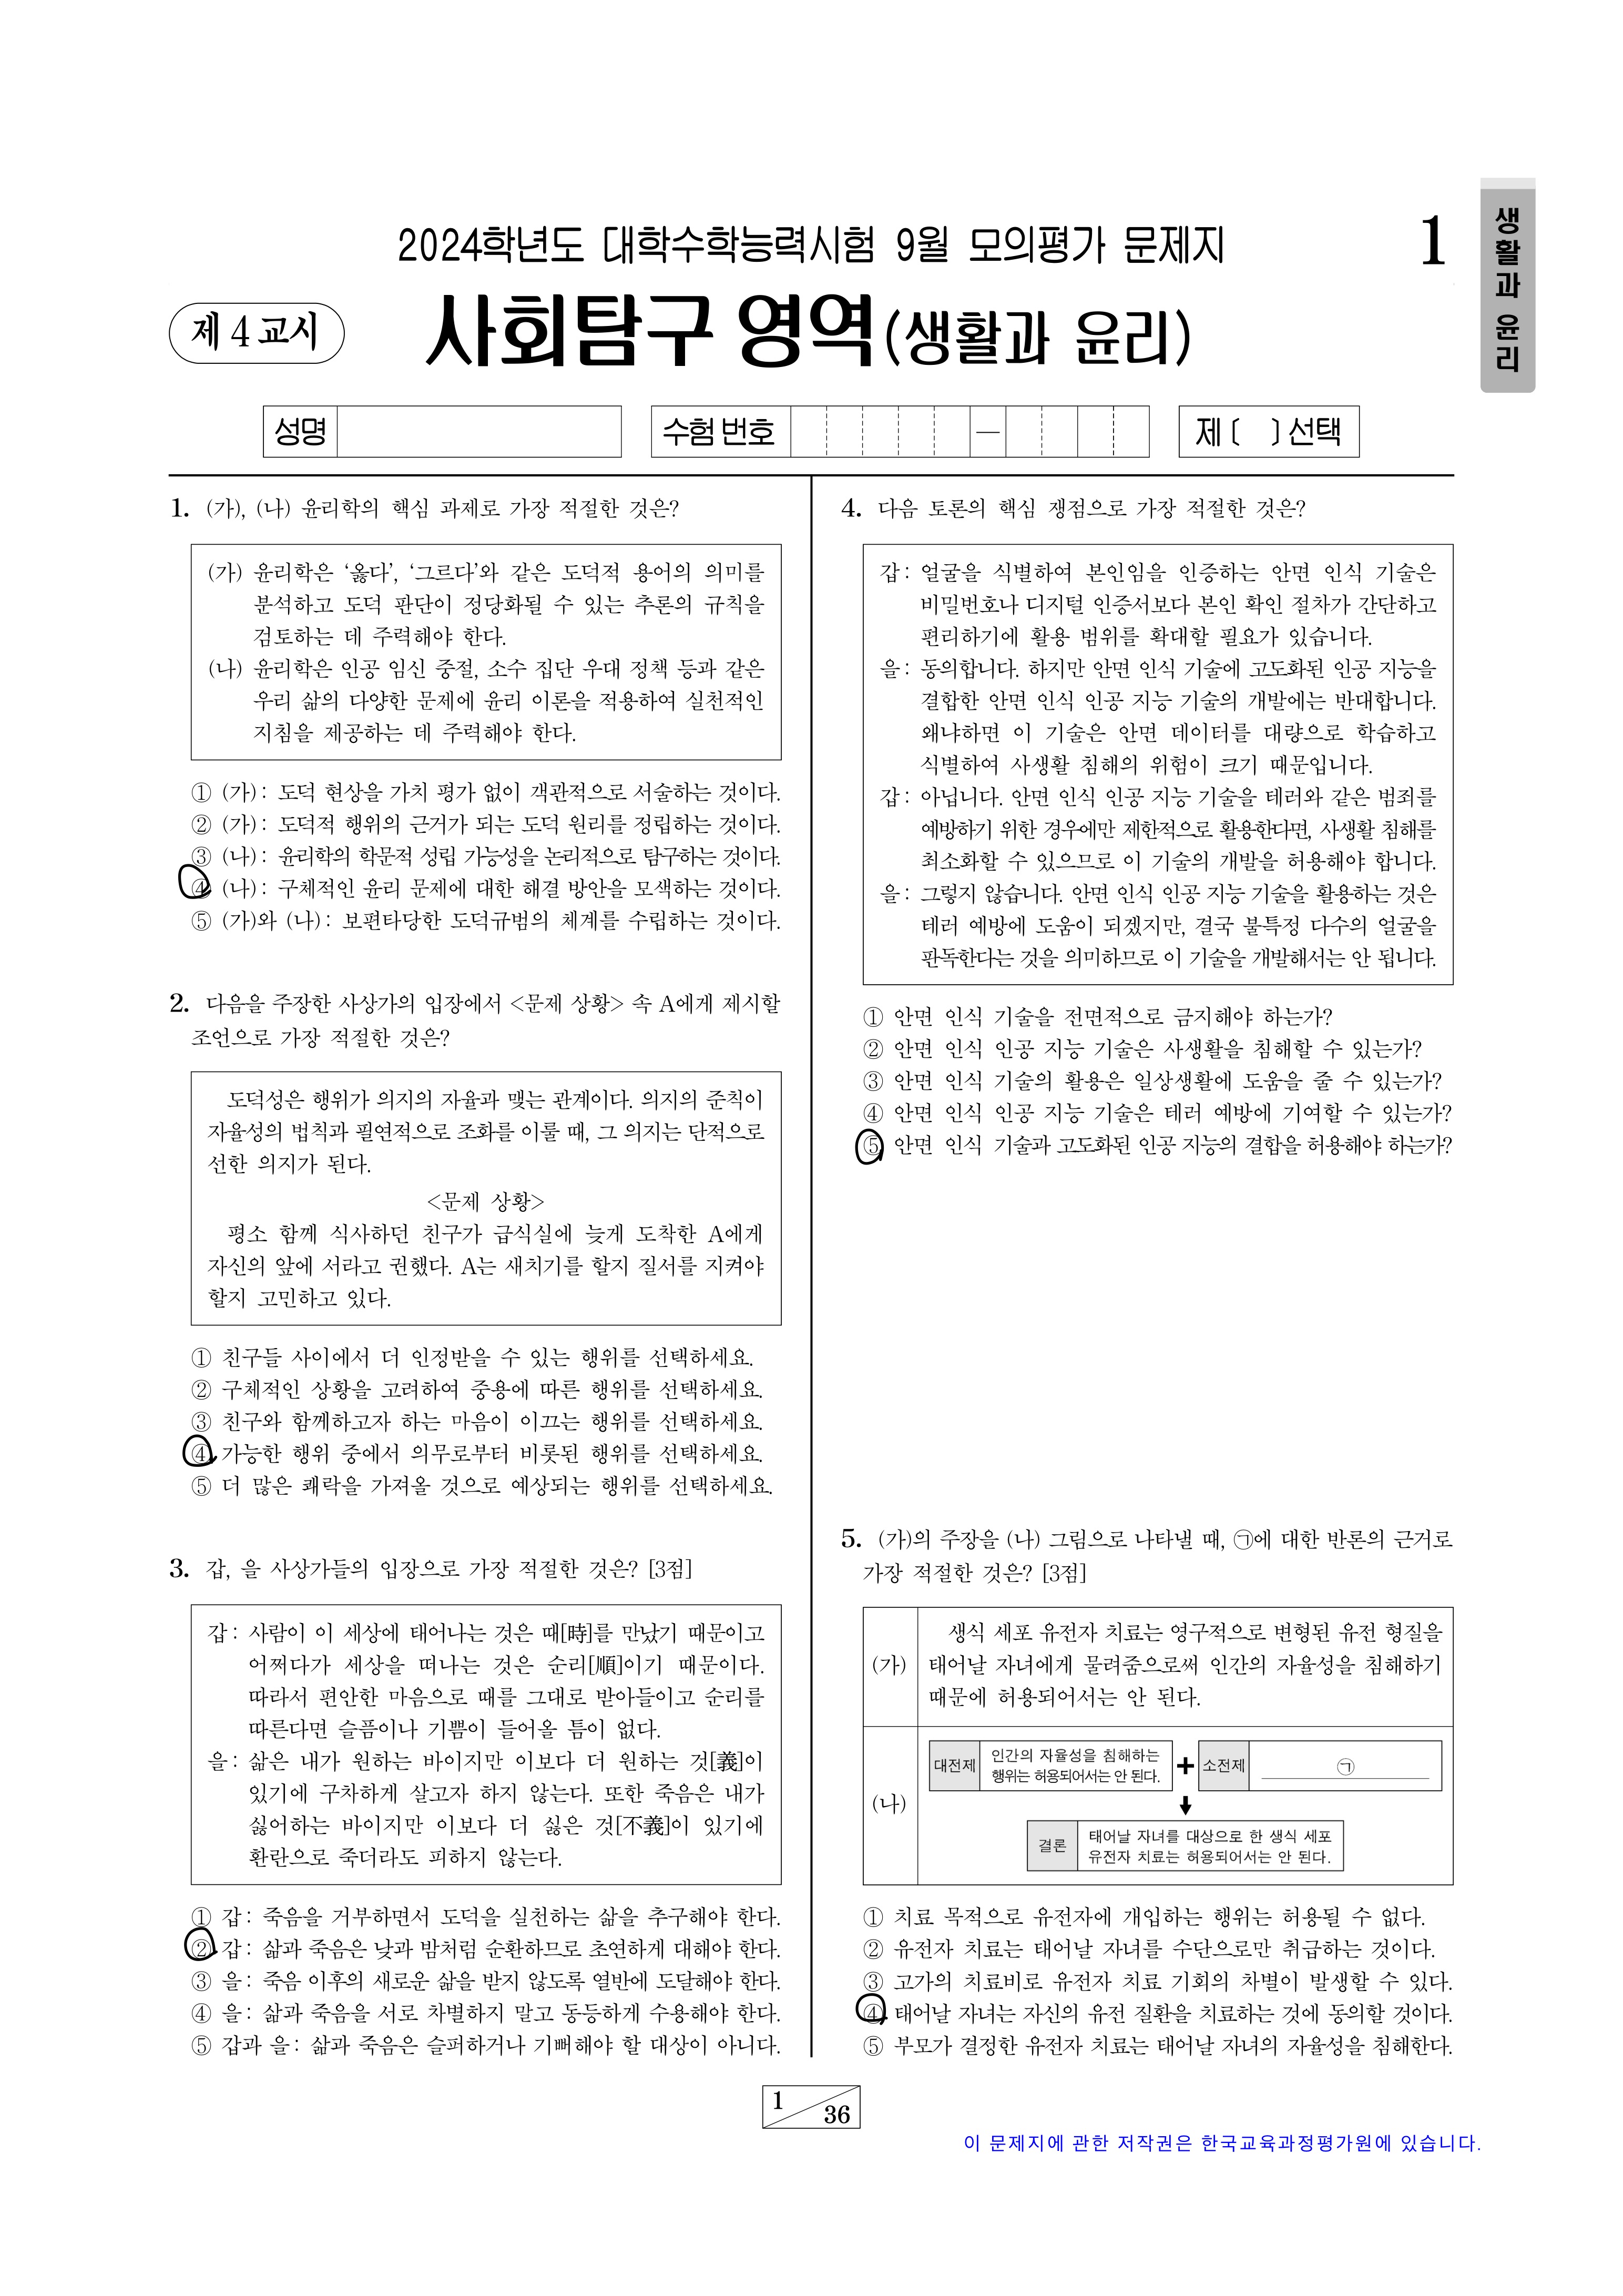 2024학년도 대학수학능력시험 9월 모의평가 문제지
1
제 4 교시
사회탐구 영역(생활과 윤리)
생활과 윤리
성명
수험 번호
―
제〔 〕선택
1. (가), (나) 윤리학의 핵심 과제로 가장 적절한 것은?
(가) 윤리학은 ‘옳다’, ‘그르다’와 같은 도덕적 용어의 의미를
분석하고 도덕 판단이 정당화될 수 있는 추론의 규칙을
검토하는 데 주력해야 한다.
(나) 윤리학은 인공 임신 중절, 소수 집단 우대 정책 등과 같은
우리 삶의 다양한 문제에 윤리 이론을 적용하여 실천적인
지침을 제공하는 데 주력해야 한다.
① (가): 도덕 현상을 가치 평가 없이 객관적으로 서술하는 것이다.
② (가): 도덕적 행위의 근거가 되는 도덕 원리를 정립하는 것이다.
③ (나): 윤리학의 학문적 성립 가능성을 논리적으로 탐구하는 것이다.
④ (나): 구체적인 윤리 문제에 대한 해결 방안을 모색하는 것이다.
⑤ (가)와 (나): 보편타당한 도덕규범의 체계를 수립하는 것이다.
2. 다음을 주장한 사상가의 입장에서 <문제 상황> 속 A에게 제시할
조언으로 가장 적절한 것은?
도덕성은 행위가 의지의 자율과 맺는 관계이다. 의지의 준칙이
자율성의 법칙과 필연적으로 조화를 이룰 때, 그 의지는 단적으로
선한 의지가 된다.
<문제 상황>
평소 함께 식사하던 친구가 급식실에 늦게 도착한 A에게
자신의 앞에 서라고 권했다. A는 새치기를 할지 질서를 지켜야
할지 고민하고 있다.
① 친구들 사이에서 더 인정받을 수 있는 행위를 선택하세요.
② 구체적인 상황을 고려하여 중용에 따른 행위를 선택하세요.
③ 친구와 함께하고자 하는 마음이 이끄는 행위를 선택하세요.
④ 가능한 행위 중에서 의무로부터 비롯된 행위를 선택하세요.
⑤ 더 많은 쾌락을 가져올 것으로 예상되는 행위를 선택하세요.
3. 갑, 을 사상가들의 입장으로 가장 적절한 것은? [3점]
갑: 사람이 이 세상에 태어나는 것은 때[時]를 만났기 때문이고
어쩌다가 세상을 떠나는 것은 순리[順]이기 때문이다.
따라서 편안한 마음으로 때를 그대로 받아들이고 순리를
따른다면 슬픔이나 기쁨이 들어올 틈이 없다.
을: 삶은 내가 원하는 바이지만 이보다 더 원하는 것[義]이
있기에 구차하게 살고자 하지 않는다. 또한 죽음은 내가
싫어하는 바이지만 이보다 더 싫은 것[不義]이 있기에
환란으로 죽더라도 피하지 않는다.
① 갑: 죽음을 거부하면서 도덕을 실천하는 삶을 추구해야 한다.
② 갑: 삶과 죽음은 낮과 밤처럼 순환하므로 초연하게 대해야 한다.
③ 을: 죽음 이후의 새로운 삶을 받지 않도록 열반에 도달해야 한다.
④ 을: 삶과 죽음을 서로 차별하지 말고 동등하게 수용해야 한다.
⑤ 갑과 을: 삶과 죽음은 슬퍼하거나 기뻐해야 할 대상이 아니다.
4. 다음 토론의 핵심 쟁점으로 가장 적절한 것은?
갑: 얼굴을 식별하여 본인임을 인증하는 안면 인식 기술은
비밀번호나 디지털 인증서보다 본인 확인 절차가 간단하고
편리하기에 활용 범위를 확대할 필요가 있습니다.
을: 동의합니다. 하지만 안면 인식 기술에 고도화된 인공 지능을
결합한 안면 인식 인공 지능 기술의 개발에는 반대합니다.
왜냐하면 이 기술은 안면 데이터를 대량으로 학습하고
식별하여 사생활 침해의 위험이 크기 때문입니다.
갑: 아닙니다. 안면 인식 인공 지능 기술을 테러와 같은 범죄를
예방하기 위한 경우에만 제한적으로 활용한다면, 사생활 침해를
최소화할 수 있으므로 이 기술의 개발을 허용해야 합니다.
을: 그렇지 않습니다. 안면 인식 인공 지능 기술을 활용하는 것은
테러 예방에 도움이 되겠지만, 결국 불특정 다수의 얼굴을
판독한다는 것을 의미하므로 이 기술을 개발해서는 안 됩니다.
① 안면 인식 기술을 전면적으로 금지해야 하는가?
② 안면 인식 인공 지능 기술은 사생활을 침해할 수 있는가?
③ 안면 인식 기술의 활용은 일상생활에 도움을 줄 수 있는가?
④ 안면 인식 인공 지능 기술은 테러 예방에 기여할 수 있는가?
⑤ 안면 인식 기술과 고도화된 인공 지능의 결합을 허용해야 하는가?
5. (가)의 주장을 (나) 그림으로 나타낼 때, ㉠에 대한 반론의 근거로
가장 적절한 것은? [3점]
(가)
생식 세포 유전자 치료는 영구적으로 변형된 유전 형질을
태어날 자녀에게 물려줌으로써 인간의 자율성을 침해하기
때문에 허용되어서는 안 된다.
(나)
대전제
인간의 자율성을 침해하는
행위는 허용되어서는 안 된다.
+
소전제
㉠
결론
태어날 자녀를 대상으로 한 생식 세포
유전자 치료는 허용되어서는 안 된다.
① 치료 목적으로 유전자에 개입하는 행위는 허용될 수 없다.
② 유전자 치료는 태어날 자녀를 수단으로만 취급하는 것이다.
③ 고가의 치료비로 유전자 치료 기회의 차별이 발생할 수 있다.
④ 태어날 자녀는 자신의 유전 질환을 치료하는 것에 동의할 것이다.
⑤ 부모가 결정한 유전자 치료는 태어날 자녀의 자율성을 침해한다.
1
36
이 문제지에 관한 저작권은 한국교육과정평가원에 있습니다.